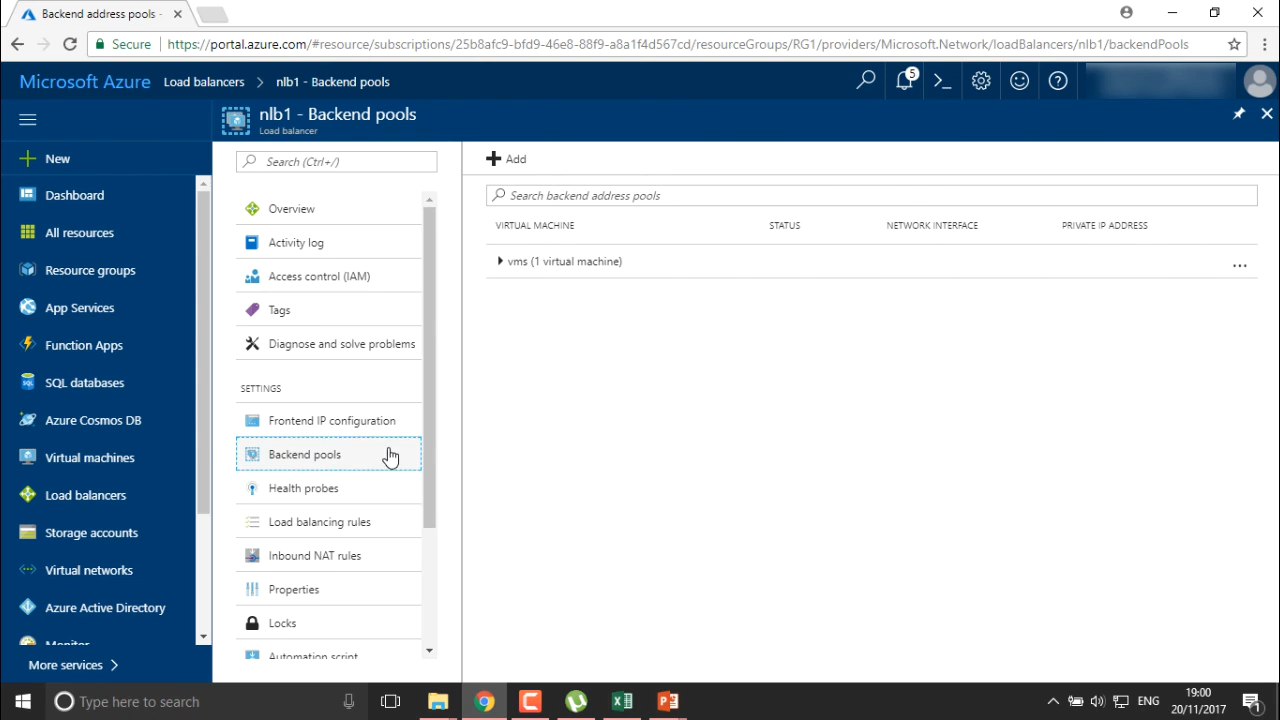 Backend address pools -
Secure
https://portal.azure.com/#resource/subscriptions/25b8afc9-bfd9-46e8-88f9-a8a1f4d567cd/resourceGroups/RG1/providers/Microsoft.Network/loadBalancers/nlb1/backendPools
Microsoft Azure
Load balancers
nlb1 - Backend pools
5
nlb1 - Backend pools
Load balancer
New
Dashboard
All resources
Resource groups
App Services
Function Apps
SQL databases
Azure Cosmos DB
Virtual machines
Load balancers
Storage accounts
Virtual networks
Azure Active Directory
Monitor
More services
Search (Ctrl+/)
Overview
Activity log
Access control (IAM)
Tags
Diagnose and solve problems
SETTINGS
Frontend IP configuration
Backend pools
Health probes
Load balancing rules
Inbound NAT rules
Properties
Locks
Automation script
Add
Search backend address pools
VIRTUAL MACHINE STATUS NETWORK INTERFACE PRIVATE IP ADDRESS
vms (1 virtual machine) ...
Type here to search
ENG
19:00
20/11/2017
1